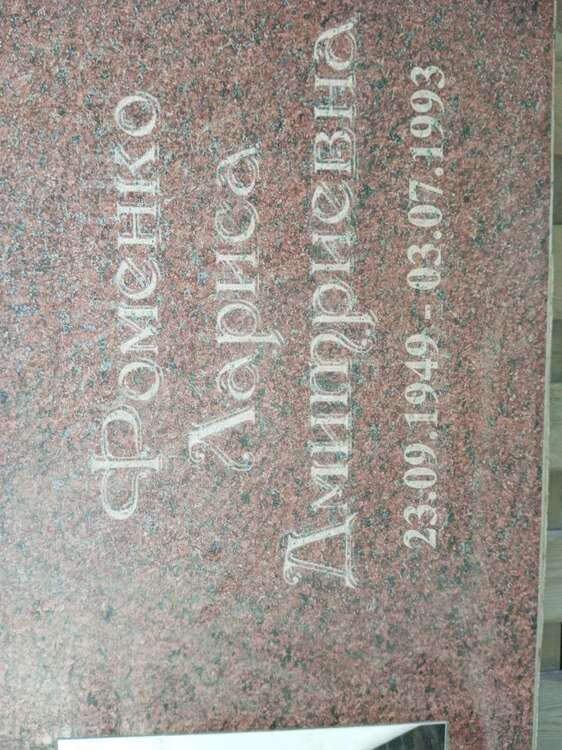 Фоменко
Лариса
Дмитриевна
23.09.1949 - 03.07.1993